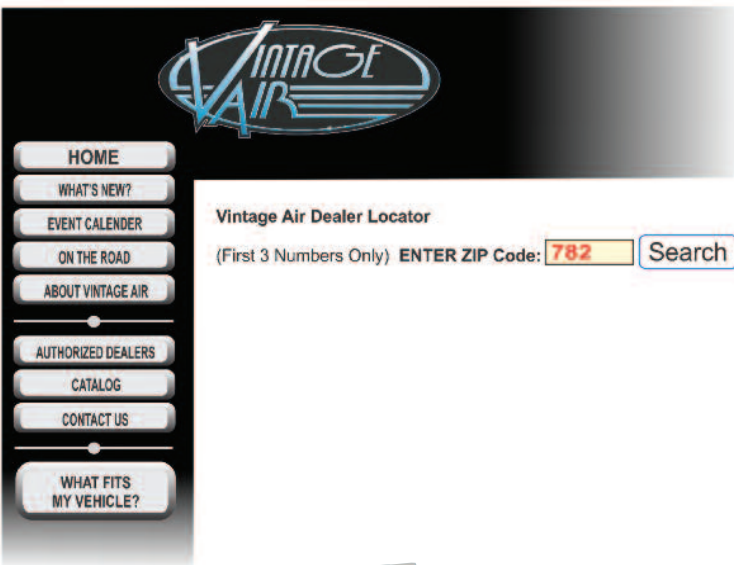 VINTAGE
AIR
HOME
WHAT'S NEW?
EVENT CALENDER
ON THE ROAD
ABOUT VINTAGE AIR
AUTHORIZED DEALERS
CATALOG
CONTACT US
WHAT FITS
MY VEHICLE?
Vintage Air Dealer Locator
(First 3 Numbers Only) ENTER ZIP Code: 782 Search